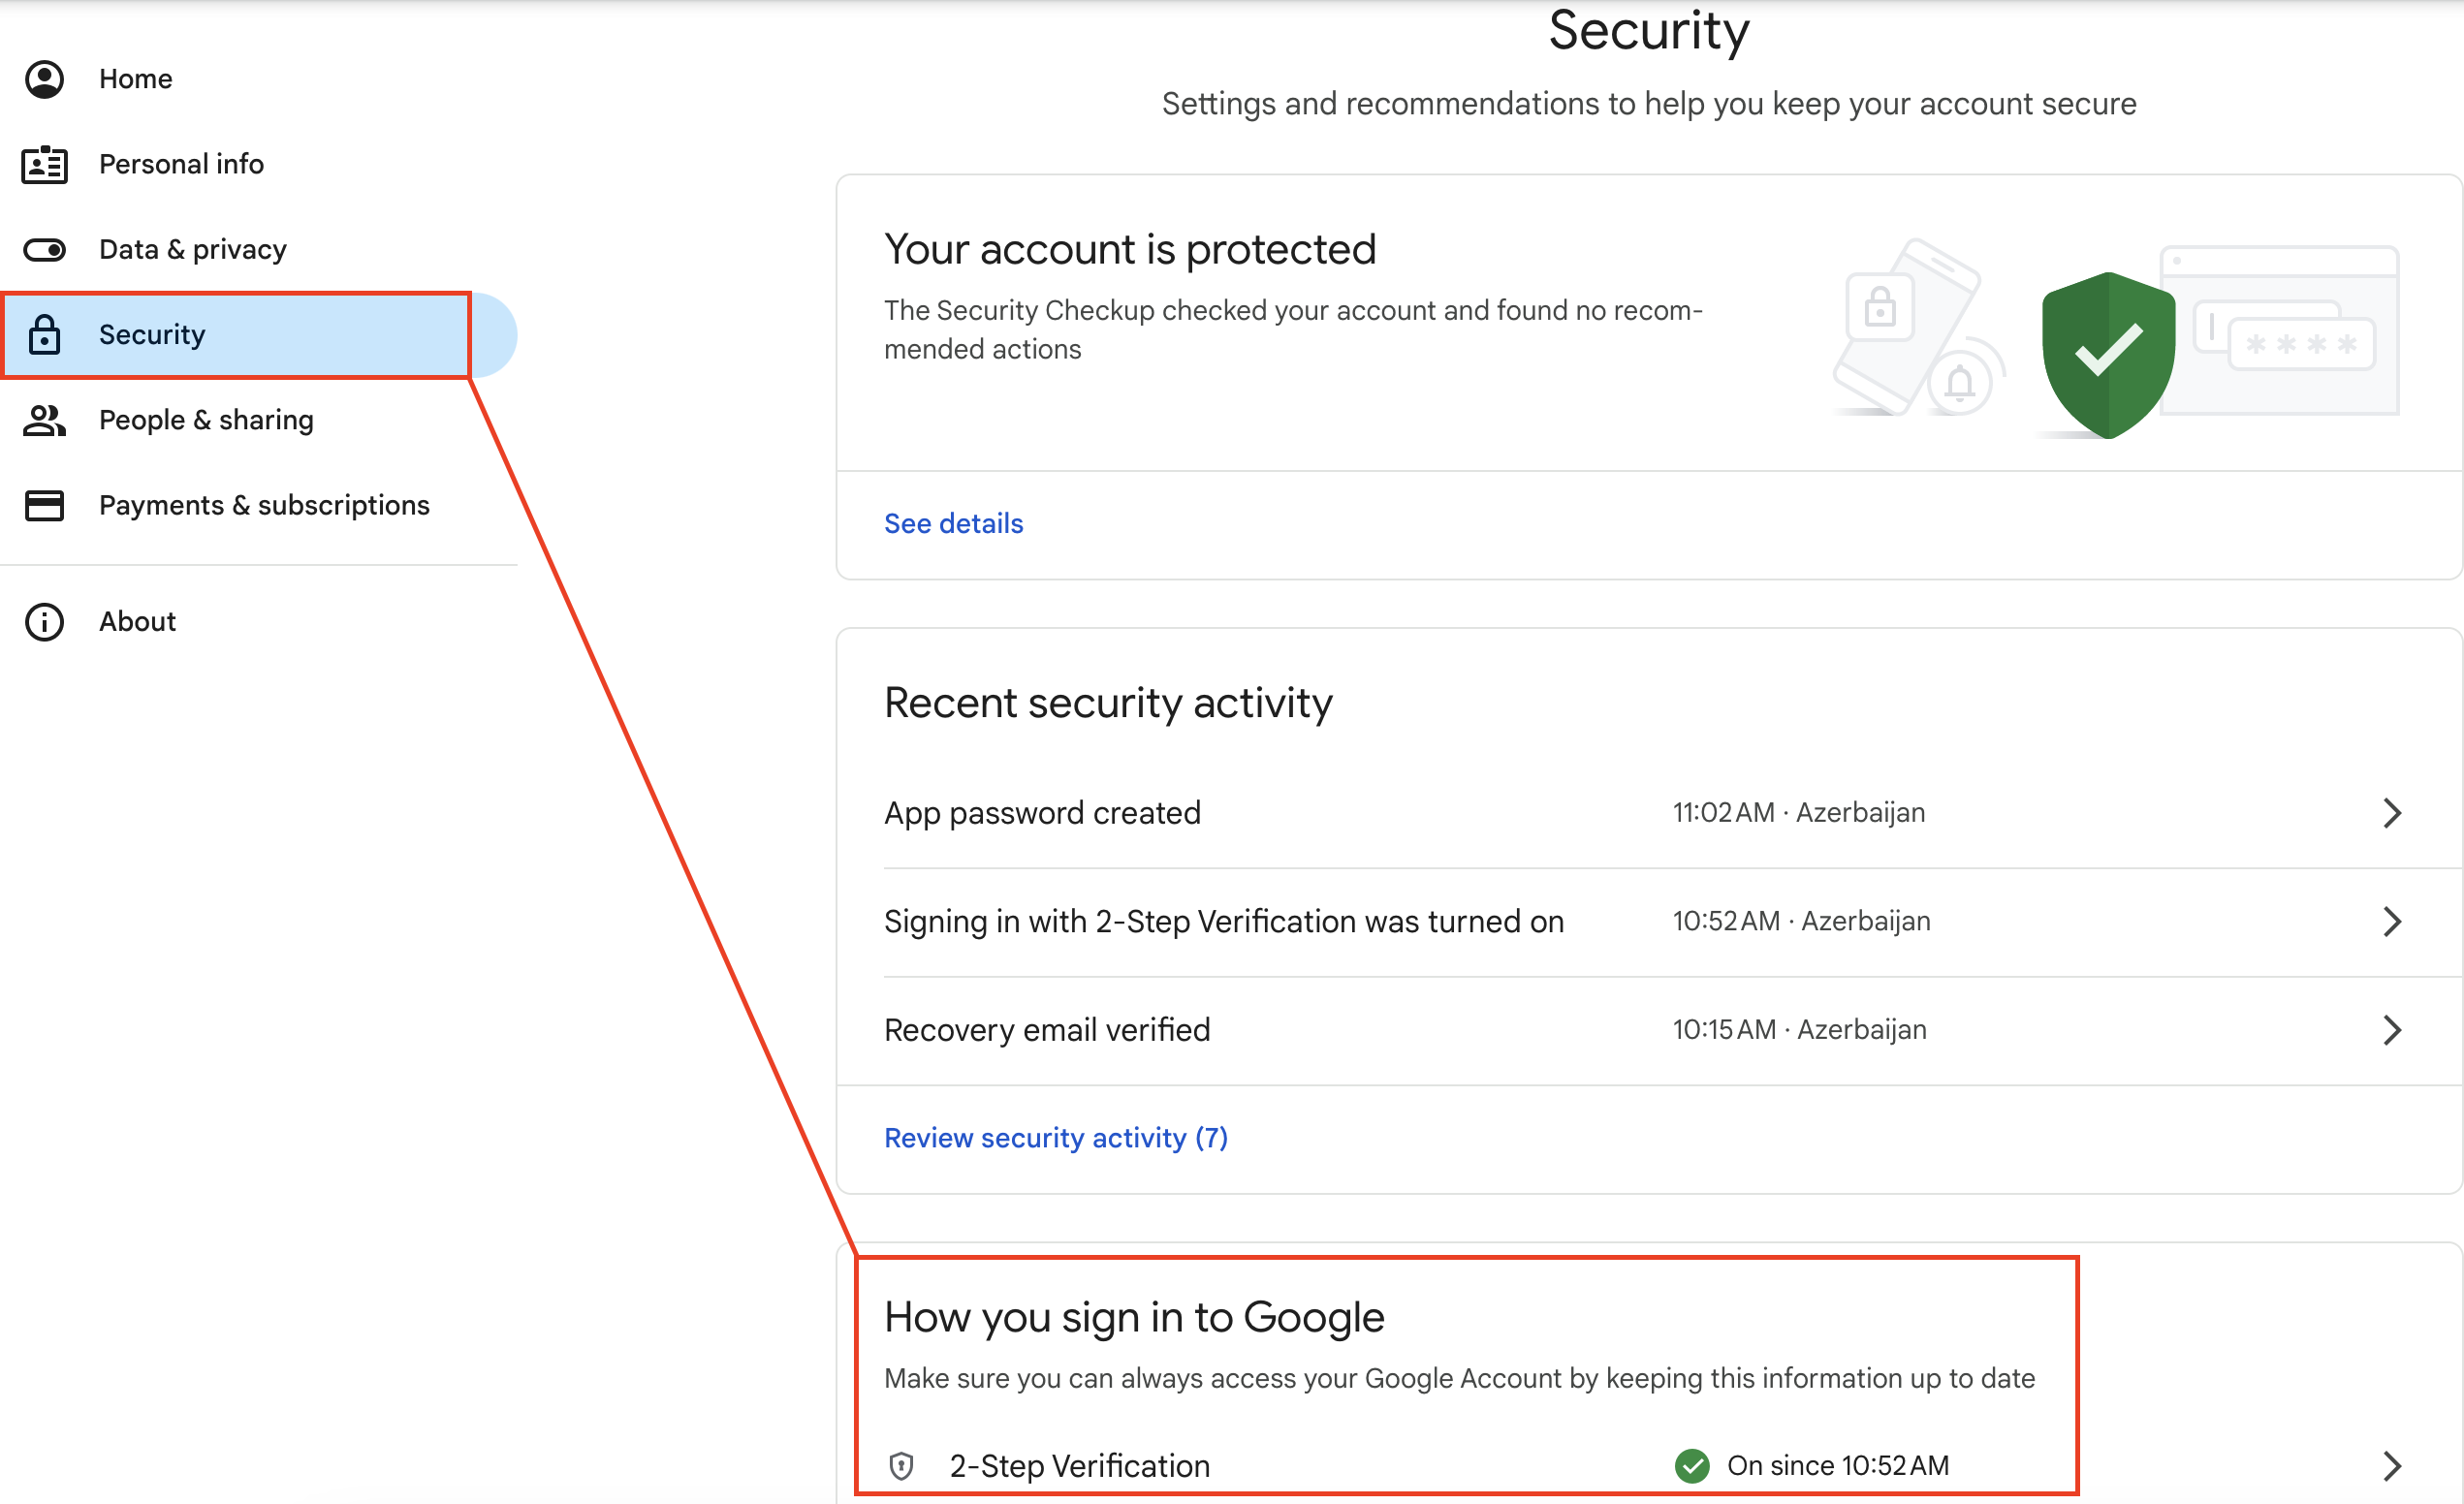 Security
Settings and recommendations to help you keep your account secure
Home
Personal info
Data & privacy
Security
People & sharing
Payments & subscriptions
About
Your account is protected
The Security Checkup checked your account and found no recom-
mended actions
* * * *
See details
Recent security activity
App password created 11:02 AM · Azerbaijan
Signing in with 2-Step Verification was turned on 10:52 AM · Azerbaijan
Recovery email verified 10:15 AM · Azerbaijan
Review security activity (7)
How you sign in to Google
Make sure you can always access your Google Account by keeping this information up to date
2-Step Verification On since 10:52 AM